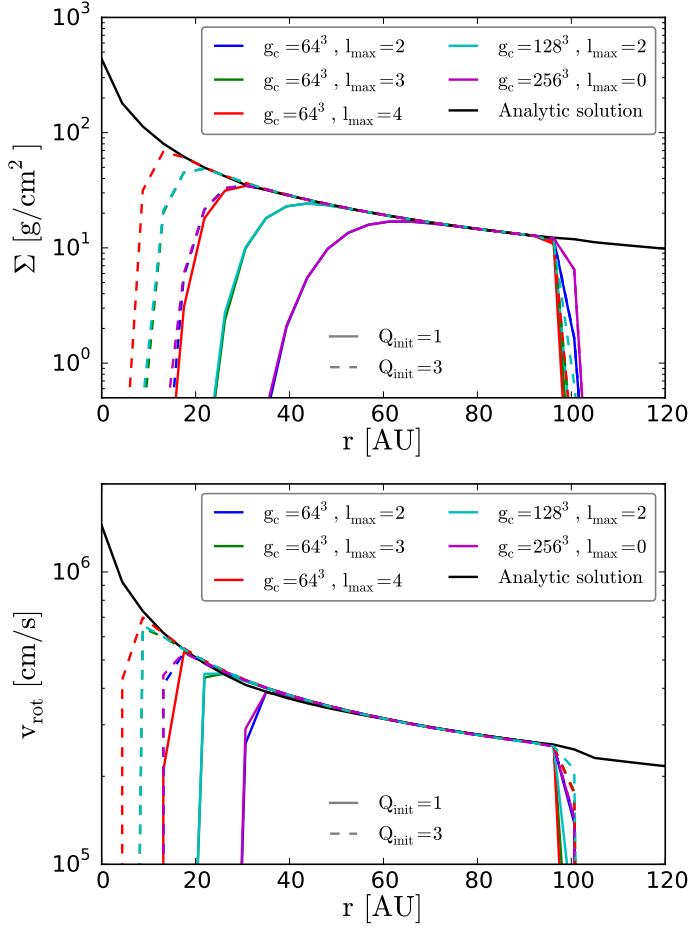 10³
10²
10¹
10⁰
Σ [g/cm²]
g_c=64³ , l_max=2
g_c=64³ , l_max=3
g_c=64³ , l_max=4
g_c=128³ , l_max=2
g_c=256³ , l_max=0
Analytic solution
Q_init=1
Q_init=3
0 20 40 60 80 100 120
r [AU]
10⁶
10⁵
v_rot [cm/s]
g_c=64³ , l_max=2
g_c=64³ , l_max=3
g_c=64³ , l_max=4
g_c=128³ , l_max=2
g_c=256³ , l_max=0
Analytic solution
Q_init=1
Q_init=3
0 20 40 60 80 100 120
r [AU]